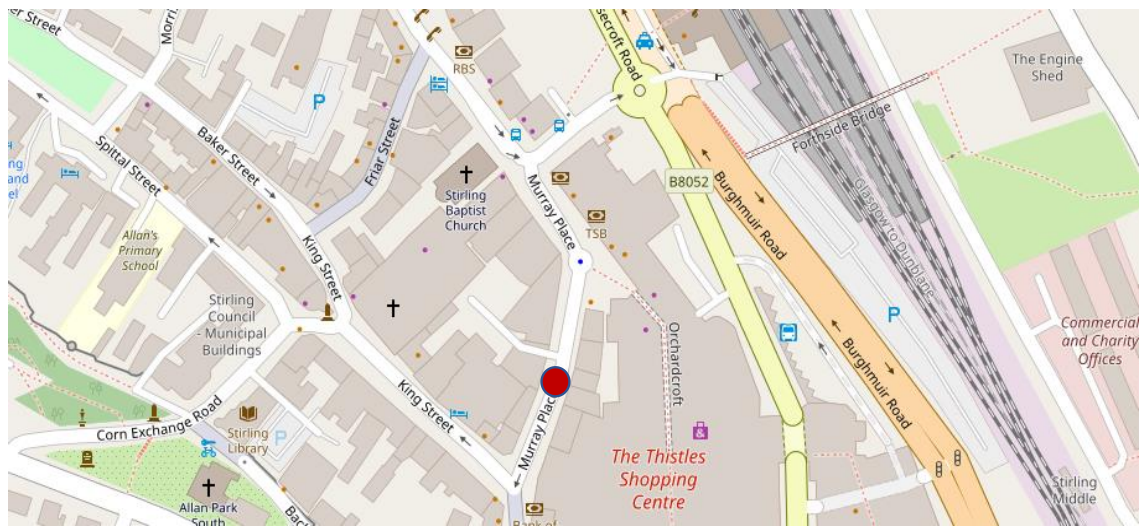 RBS
Baker Street
Spittal Street
Friar Street
P
Murray Place
Stirling
Baptist
Church
TSB
B8052
Burghmuir Road
Forthside Bridge
The Engine
Shed
Glasgow to Dunblane
Allan's
Primary
School
King Street
Stirling
Council
- Municipal
Buildings
Orchardcroft
P
Burghmuir Road
Commercial
and Charity
Offices
King Street
Murray Place
Corn Exchange Road
Stirling
Library
P
The Thistles
Shopping
Centre
Stirling
Middle
Allan Park
South